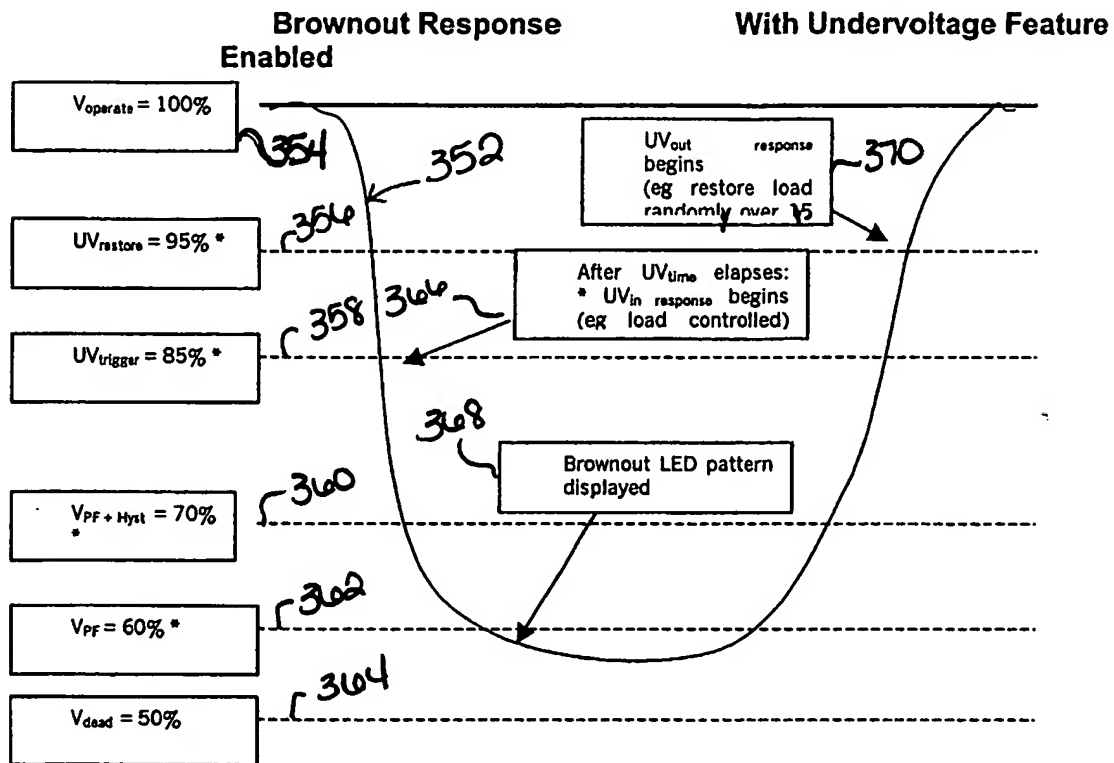 Brownout Response With Undervoltage Feature
Enabled
Voperate = 100%
354
352
UVout response
begins
(eg restore load
randomly over 15
370
UVrestore = 95% *
356
After UVtime elapses:
* UVin response begins
(eg load controlled)
366
UVtrigger = 85% *
358
368
Brownout LED pattern
displayed
VPF + Hyst = 70%
*
360
VPF = 60% *
362
Vdead = 50%
364